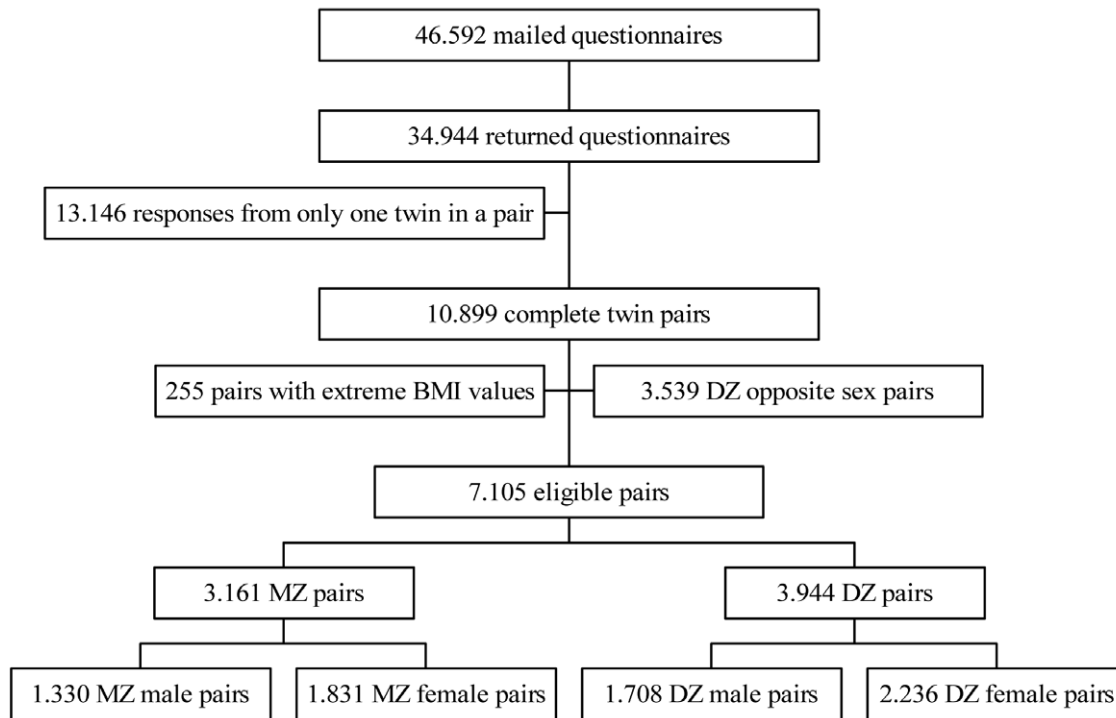 46.592 mailed questionnaires
34.944 returned questionnaires
13.146 responses from only one twin in a pair
10.899 complete twin pairs
255 pairs with extreme BMI values
3.539 DZ opposite sex pairs
7.105 eligible pairs
3.161 MZ pairs
3.944 DZ pairs
1.330 MZ male pairs
1.831 MZ female pairs
1.708 DZ male pairs
2.236 DZ female pairs